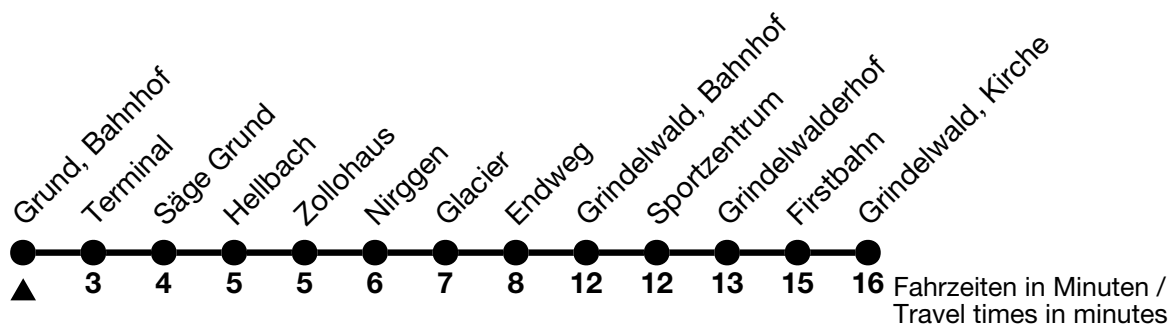 Grund, Bahnhof
Terminal
Säge Grund
Hellbach
Zollohaus
Nirggen
Glacier
Endweg
Grindelwald, Bahnhof
Sportzentrum
Grindelwalderhof
Firstbahn
Grindelwald, Kirche
3 4 5 5 6 7 8 12 12 13 15 16
Fahrzeiten in Minuten /
Travel times in minutes